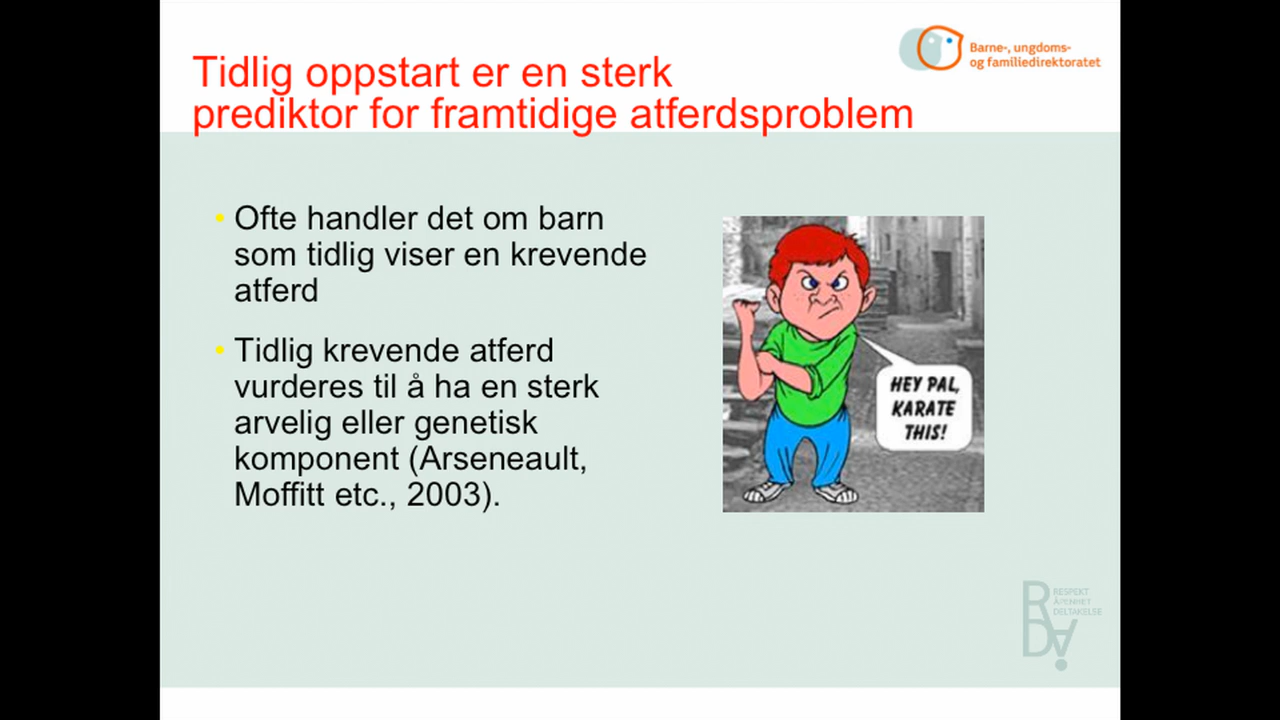 Barne-, ungdoms-
og familiedirektoratet
Tidlig oppstart er en sterk
prediktor for framtidige atferdsproblem
• Ofte handler det om barn
som tidlig viser en krevende
atferd
• Tidlig krevende atferd
vurderes til å ha en sterk
arvelig eller genetisk
komponent (Arseneault,
Moffitt etc., 2003).
HEY PAL,
KARATE
THIS!
RESPEKT
ÅPENHET
DELTAKELSE
RÅD